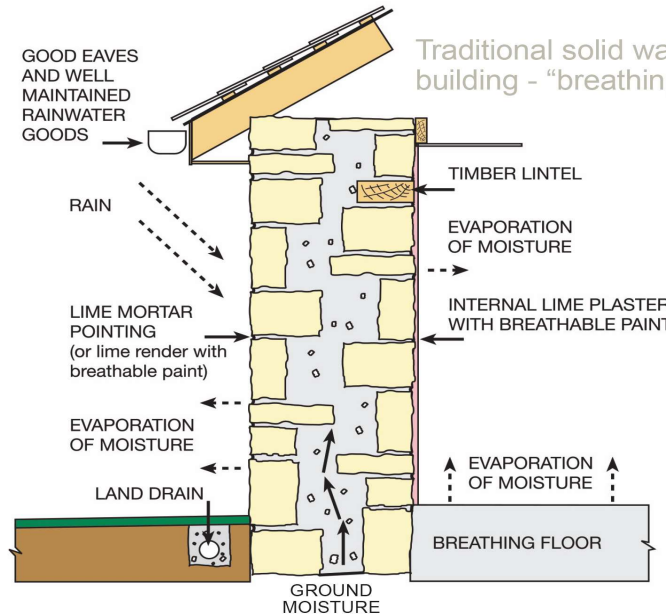 Traditional solid wa
building - “breathin
GOOD EAVES
AND WELL
MAINTAINED
RAINWATER
GOODS
TIMBER LINTEL
RAIN
EVAPORATION
OF MOISTURE
LIME MORTAR
POINTING
(or lime render with
breathable paint)
INTERNAL LIME PLASTER
WITH BREATHABLE PAINT
EVAPORATION
OF MOISTURE
EVAPORATION
OF MOISTURE
LAND DRAIN
BREATHING FLOOR
GROUND
MOISTURE